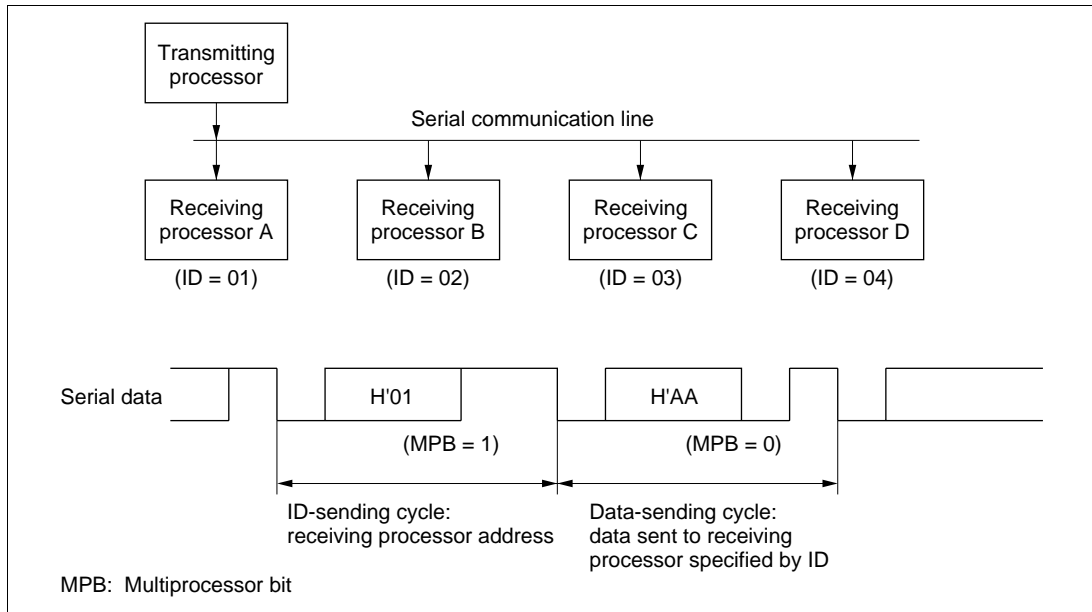 Transmitting
processor
Serial communication line
Receiving
processor A
Receiving
processor B
Receiving
processor C
Receiving
processor D
(ID = 01)
(ID = 02)
(ID = 03)
(ID = 04)
Serial data
H'01
H'AA
(MPB = 1)
(MPB = 0)
ID-sending cycle:
receiving processor address
Data-sending cycle:
data sent to receiving
processor specified by ID
MPB: Multiprocessor bit